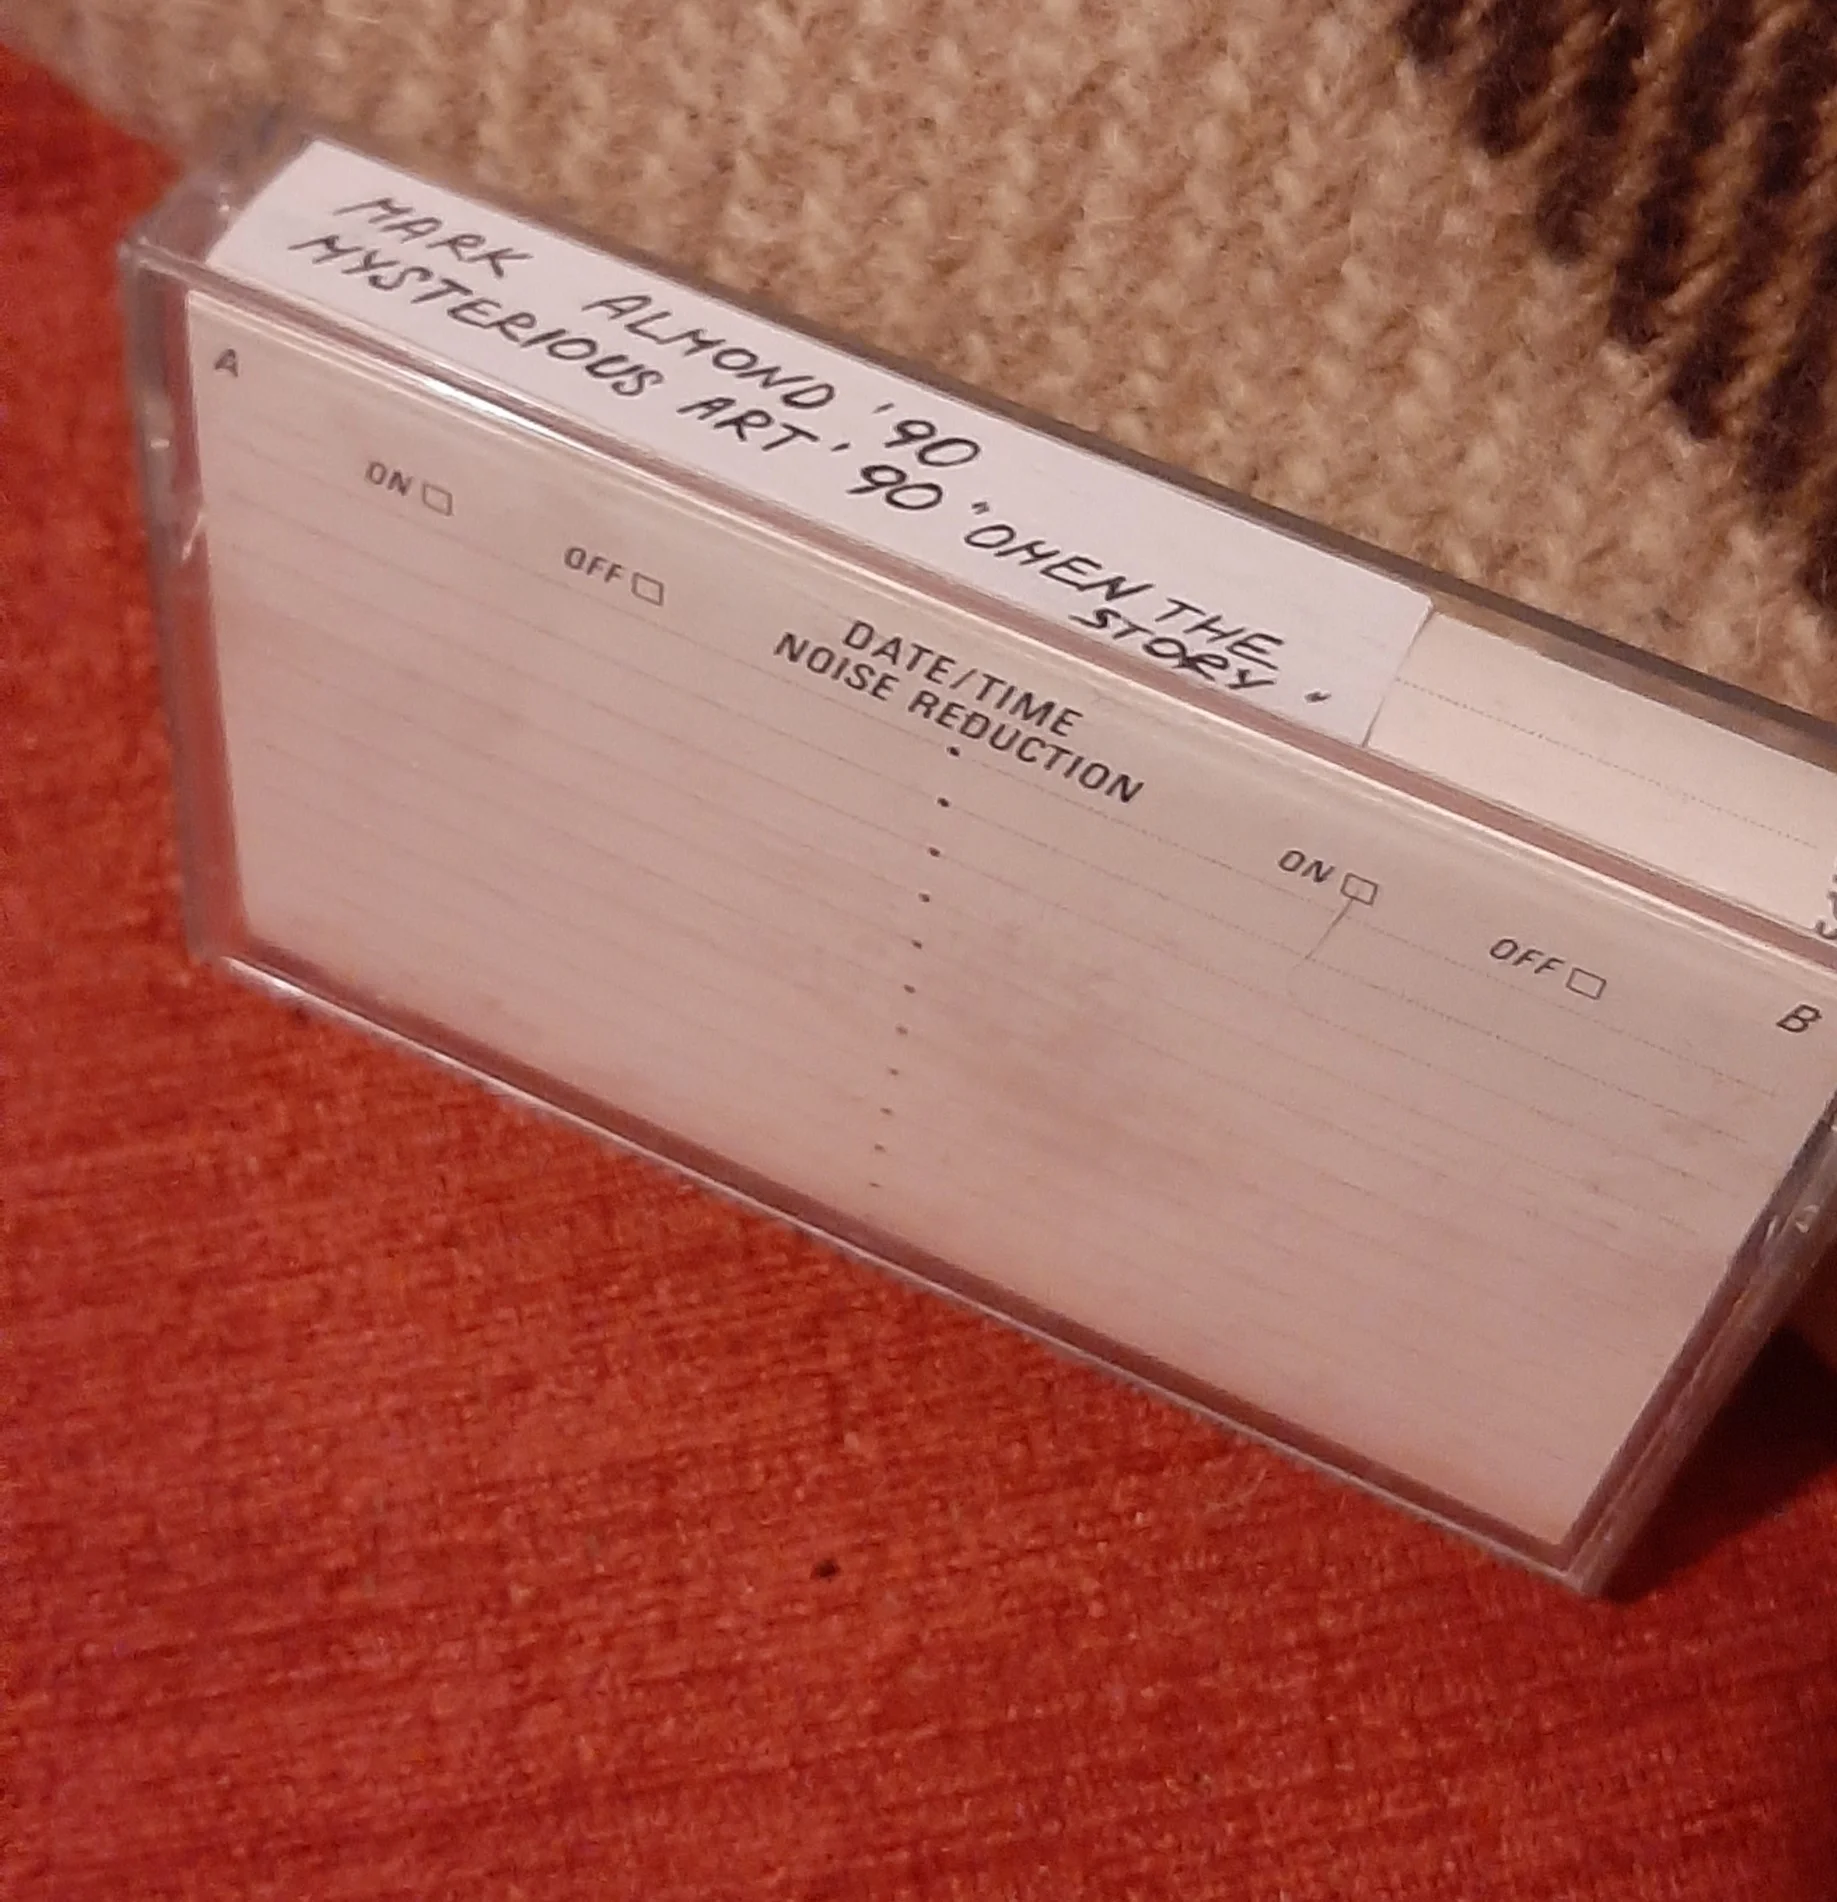 MARK ALMOND '90
MYSTERIOUS ART '90 "OMEN THE
STORY"
A
ON OFF
DATE/TIME
NOISE REDUCTION
ON OFF
B